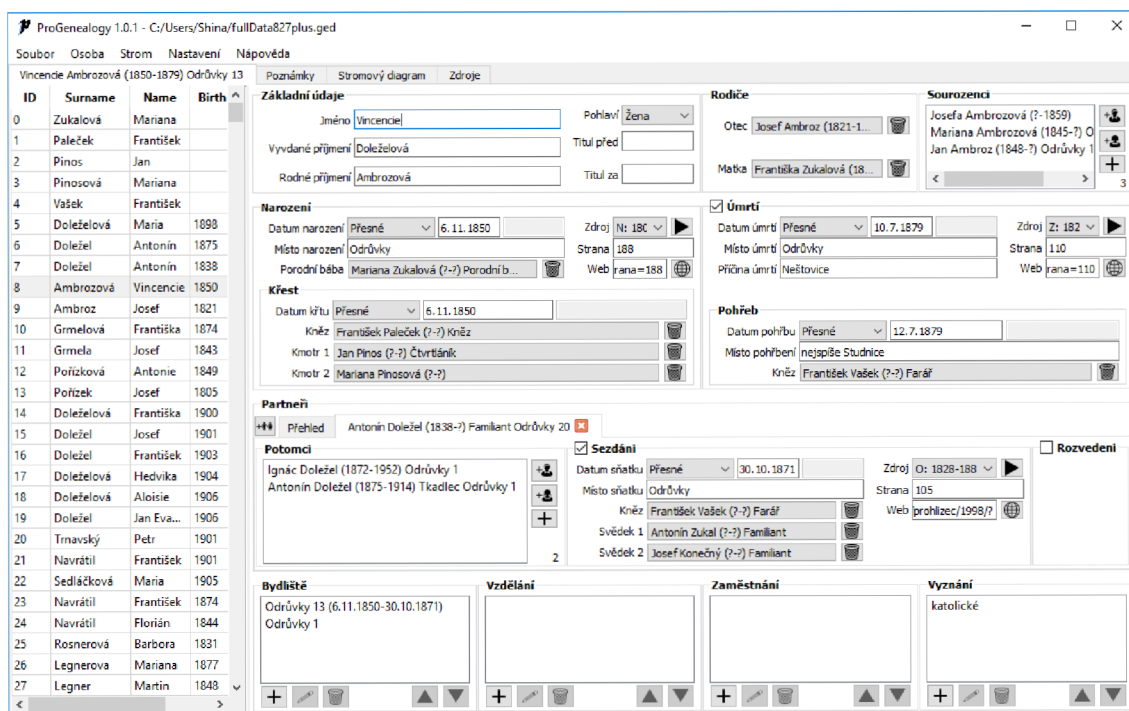 ProGenealogy 1.0.1 - C:/Users/Shina/fullData827plus.ged
Soubor Osoba Strom Nastavení Nápověda
Vincencie Ambrozová (1850-1879) Odrůvky 13 Poznámky Stromový diagram Zdroje
ID Surname Name Birth
0 Zukalová Mariana
1 Paleček František
2 Pinos Jan
3 Pinosová Mariana
4 Vašek František
5 Doleželová Maria 1898
6 Doležel Antonín 1875
7 Doležel Antonín 1838
8 Ambrozová Vincencie 1850
9 Ambroz Josef 1821
10 Grmelová Františka 1874
11 Grmela Josef 1843
12 Pořízková Antonie 1849
13 Pořízek Josef 1805
14 Doleželová Františka 1900
15 Doležel Josef 1901
16 Doležel František 1903
17 Doleželová Hedvika 1904
18 Doleželová Aloisie 1906
19 Doležel Jan Eva... 1906
20 Trnavský Petr 1901
21 Navrátil František 1901
22 Sedláčková Maria 1905
23 Navrátil František 1874
24 Navrátil Florián 1844
25 Rosnerová Barbora 1831
26 Legnerova Mariana 1877
27 Legner Martin 1848
Základní údaje
Jméno Vincencie
Pohlaví Žena
Vyvdané příjmení Doleželová
Titul před
Rodné příjmení Ambrozová
Titul za
Rodiče
Otec Josef Ambroz (1821-1...
Matka Františka Zukalová (18...
Sourozenci
Josefa Ambrozová (?-1859)
Mariana Ambrozová (1845-?) O
Jan Ambroz (1848-?) Odrůvky 1
3
Narození
Datum narození Přesné 6.11.1850 Zdroj N: 180
Místo narození Odrůvky Strana 188
Porodní bába Mariana Zukalová (?-?) Porodní b... Web rana=188
Křest
Datum křtu Přesné 6.11.1850
Kněz František Paleček (?-?) Kněz
Kmotr 1 Jan Pinos (?-?) Čtvrtláník
Kmotr 2 Mariana Pinosová (?-?)
Úmrtí
Datum úmrtí Přesné 10.7.1879 Zdroj Z: 182
Místo úmrtí Odrůvky Strana 110
Příčina úmrtí Neštovice Web rana=110
Pohřeb
Datum pohřbu Přesné 12.7.1879
Místo pohřbení nejspíše Studnice
Kněz František Vašek (?-?) Farář
Partneři
Přehled Antonín Doležel (1838-?) Familiant Odrůvky 20
Potomci
Ignác Doležel (1872-1952) Odrůvky 1
Antonín Doležel (1875-1914) Tkadlec Odrůvky 1
2
Sezdáni
Datum sňatku Přesné 30.10.1871 Zdroj O: 1828-188
Místo sňatku Odrůvky Strana 105
Kněz František Vašek (?-?) Farář Web prohlizec/1998/?
Svědek 1 Antonín Zukal (?-?) Familiant
Svědek 2 Josef Konečný (?-?) Familiant
Rozvedeni
Bydliště
Odrůvky 13 (6.11.1850-30.10.1871)
Odrůvky 1
Vzdělání
Zaměstnání
Vyznání
katolické